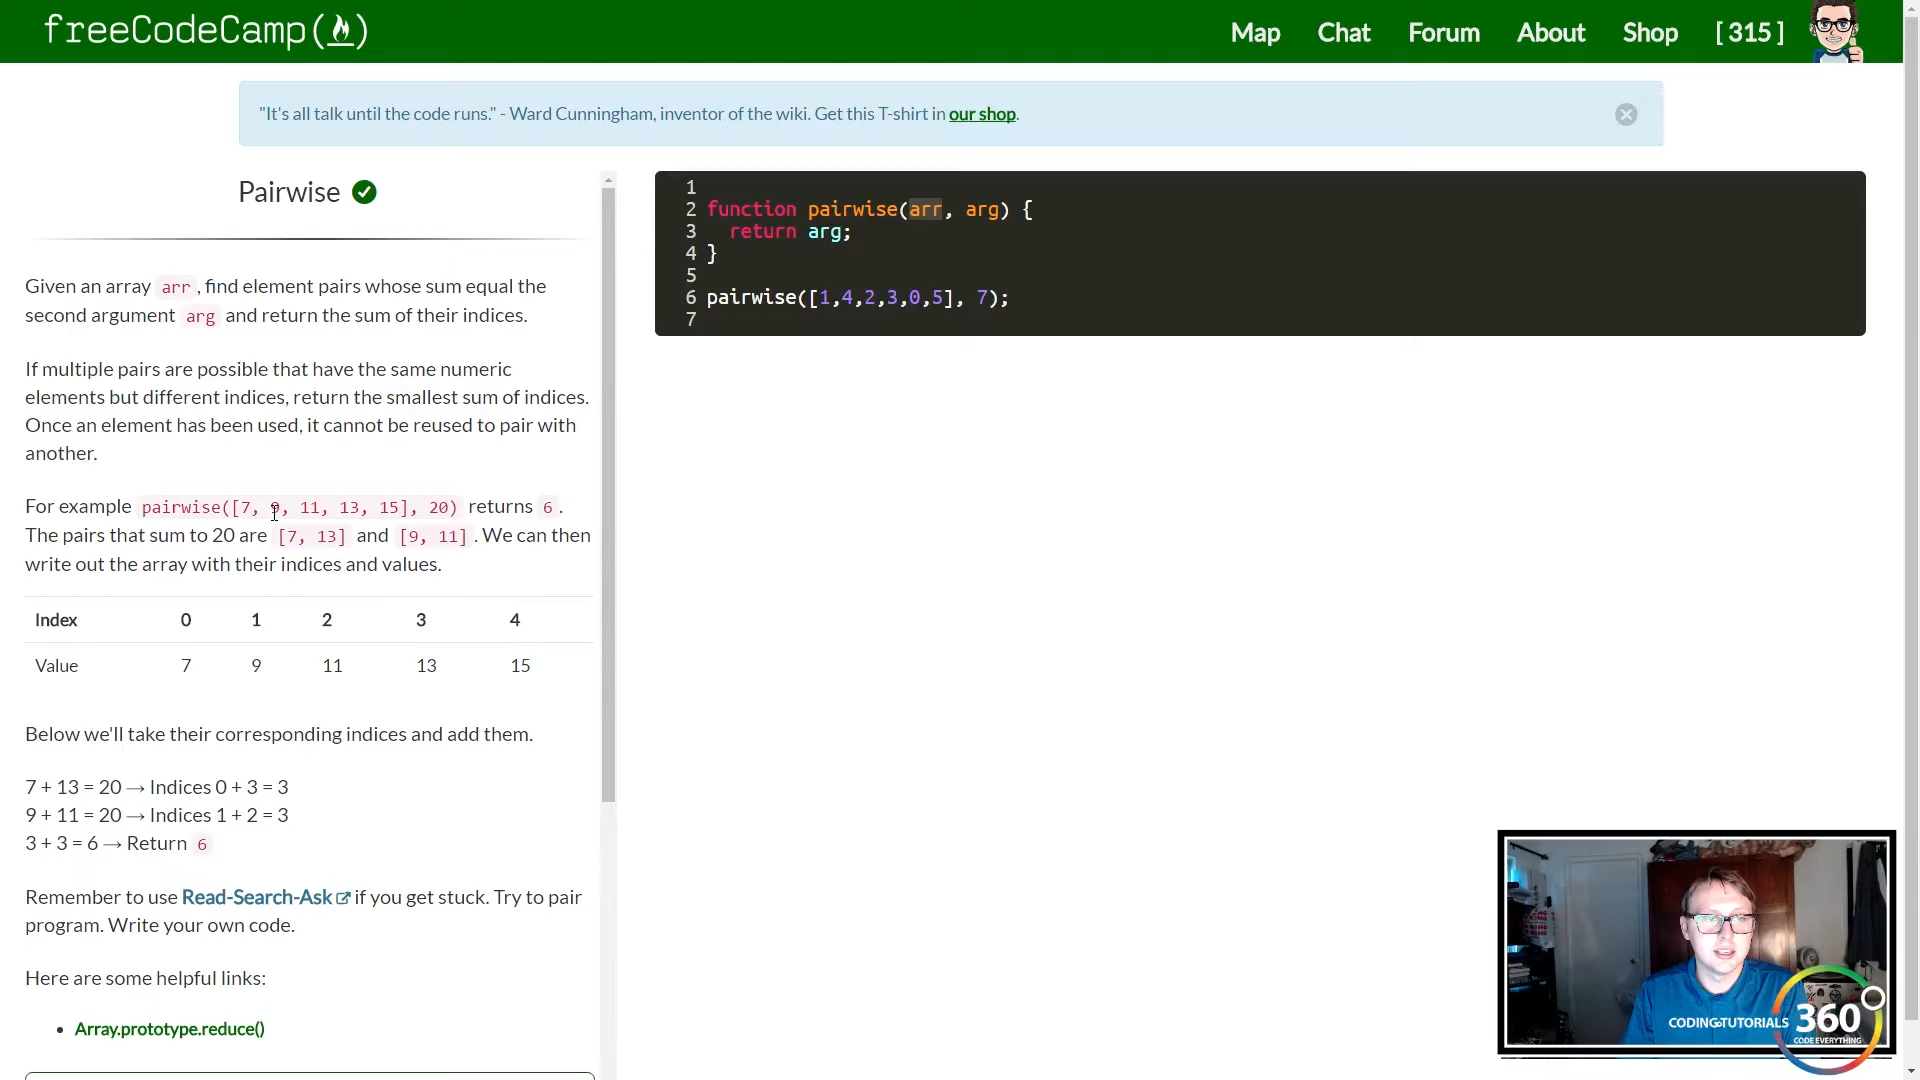 freeCodeCamp(🔥)
Map Chat Forum About Shop [ 315 ]
"It's all talk until the code runs." - Ward Cunningham, inventor of the wiki. Get this T-shirt in our shop.
Pairwise
Given an array arr , find element pairs whose sum equal the
second argument arg and return the sum of their indices.
If multiple pairs are possible that have the same numeric
elements but different indices, return the smallest sum of indices.
Once an element has been used, it cannot be reused to pair with
another.
For example pairwise([7, 9, 11, 13, 15], 20) returns 6 .
The pairs that sum to 20 are [7, 13] and [9, 11] . We can then
write out the array with their indices and values.
Index 0 1 2 3 4
Value 7 9 11 13 15
Below we'll take their corresponding indices and add them.
7 + 13 = 20 → Indices 0 + 3 = 3
9 + 11 = 20 → Indices 1 + 2 = 3
3 + 3 = 6 → Return 6
Remember to use Read-Search-Ask if you get stuck. Try to pair
program. Write your own code.
Here are some helpful links:
• Array.prototype.reduce()
1
2 function pairwise(arr, arg) {
3 return arg;
4 }
5
6 pairwise([1,4,2,3,0,5], 7);
7
CODINGTUTORIALS 360
CODE EVERYTHING